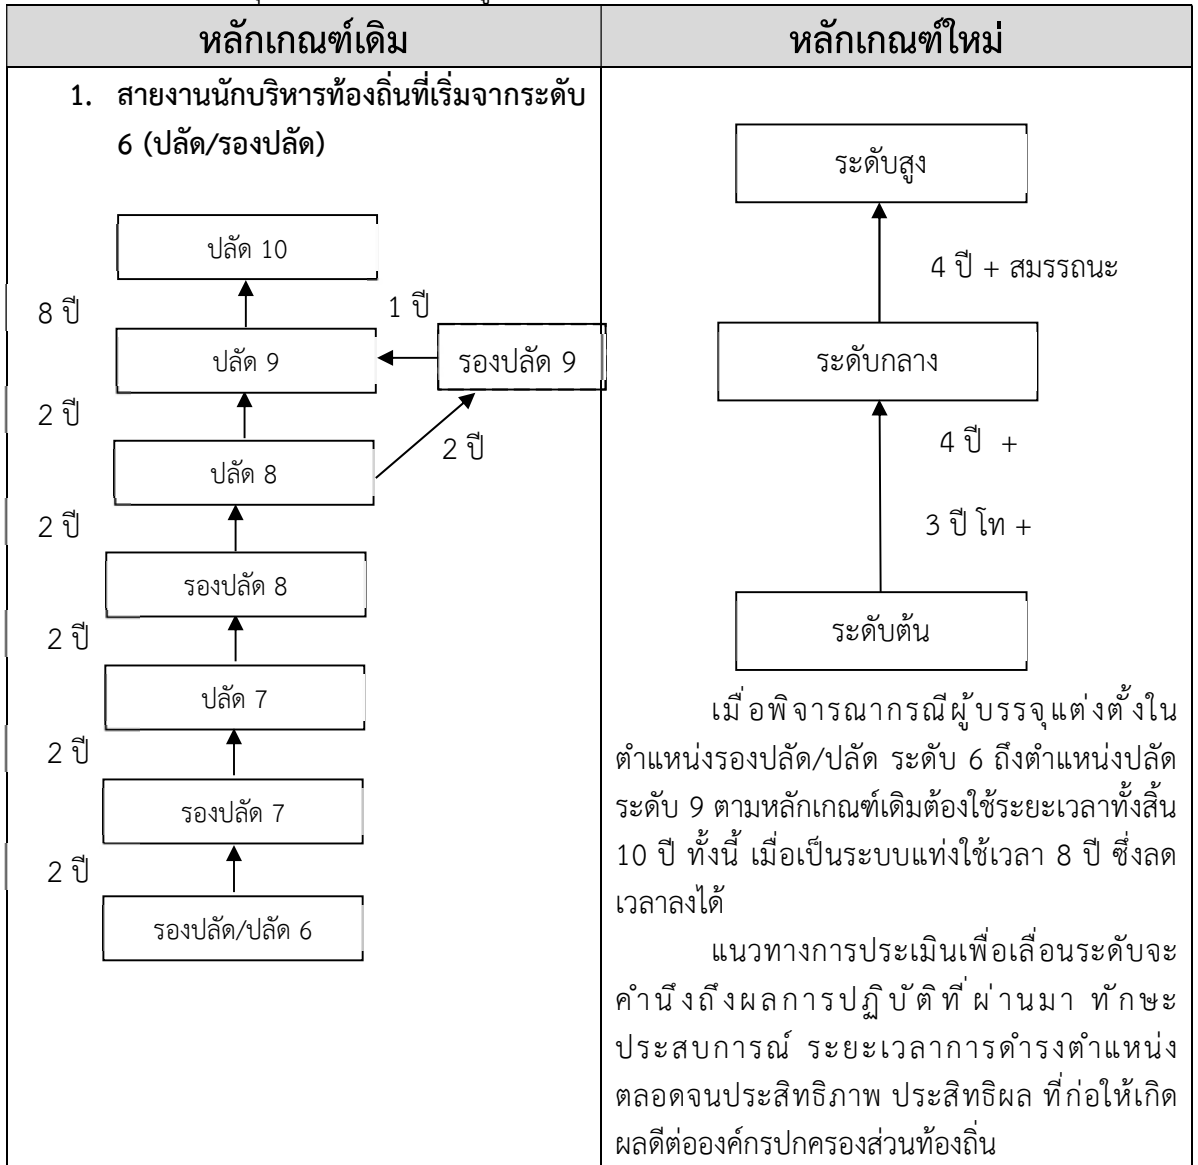 หลักเกณฑ์เดิม
หลักเกณฑ์ใหม่
1. สายงานนักบริหารท้องถิ่นที่เริ่มจากระดับ
6 (ปลัด/รองปลัด)
ปลัด 10
8 ปี
1 ปี
ปลัด 9
รองปลัด 9
2 ปี
2 ปี
ปลัด 8
2 ปี
รองปลัด 8
2 ปี
ปลัด 7
2 ปี
รองปลัด 7
2 ปี
รองปลัด/ปลัด 6
ระดับสูง
4 ปี + สมรรถนะ
ระดับกลาง
4 ปี +
3 ปี โท +
ระดับต้น
เมื่อพิจารณากรณีผู้บรรจุแต่งตั้งใน
ตำแหน่งรองปลัด/ปลัด ระดับ 6 ถึงตำแหน่งปลัด
ระดับ 9 ตามหลักเกณฑ์เดิมต้องใช้ระยะเวลาทั้งสิ้น
10 ปี ทั้งนี้ เมื่อเป็นระบบแท่งใช้เวลา 8 ปี ซึ่งลด
เวลาลงได้
แนวทางการประเมินเพื่อเลื่อนระดับจะ
คำนึงถึงผลการปฏิบัติที่ผ่านมา ทักษะ
ประสบการณ์ ระยะเวลาการดำรงตำแหน่ง
ตลอดจนประสิทธิภาพ ประสิทธิผล ที่ก่อให้เกิด
ผลดีต่อองค์กรปกครองส่วนท้องถิ่น